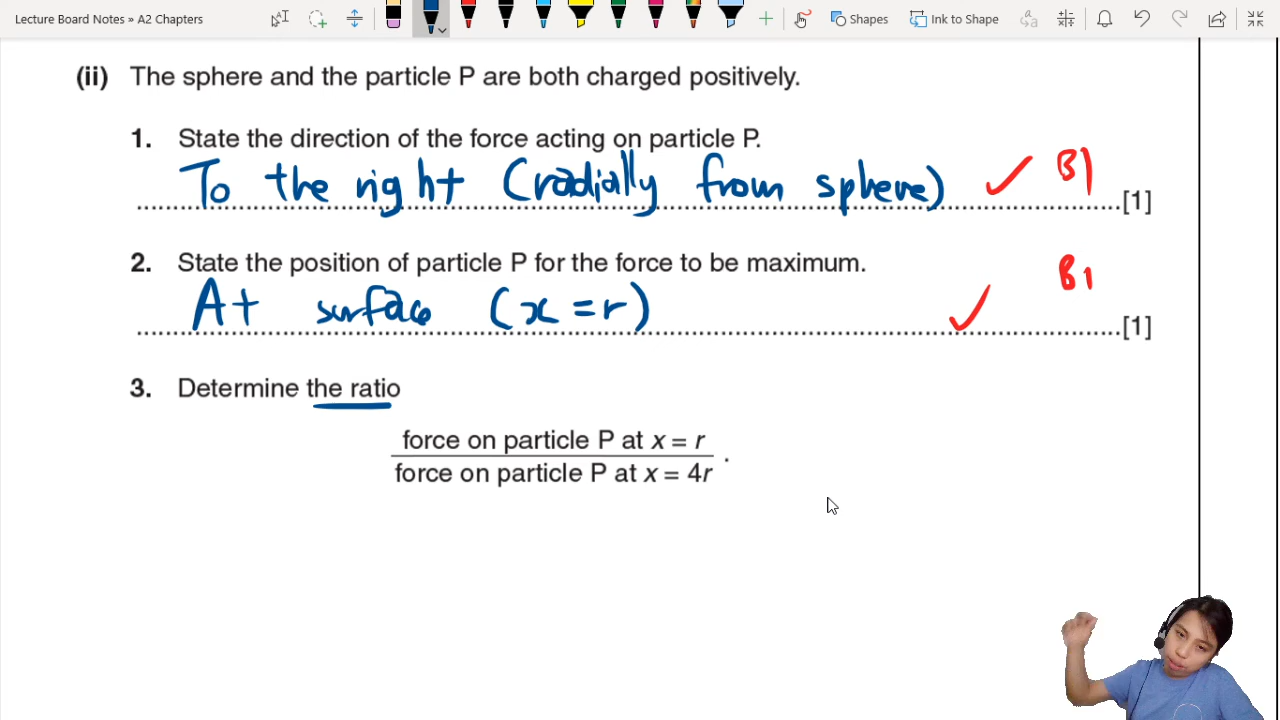 Lecture Board Notes » A2 Chapters
Shapes
Ink to Shape
(ii) The sphere and the particle P are both charged positively.
1. State the direction of the force acting on particle P.
To the right (radially from sphere) ✓ B1
[1]
2. State the position of particle P for the force to be maximum.
B1
At surface (x=r) ✓
[1]
3. Determine the ratio
force on particle P at x = r
force on particle P at x = 4r .